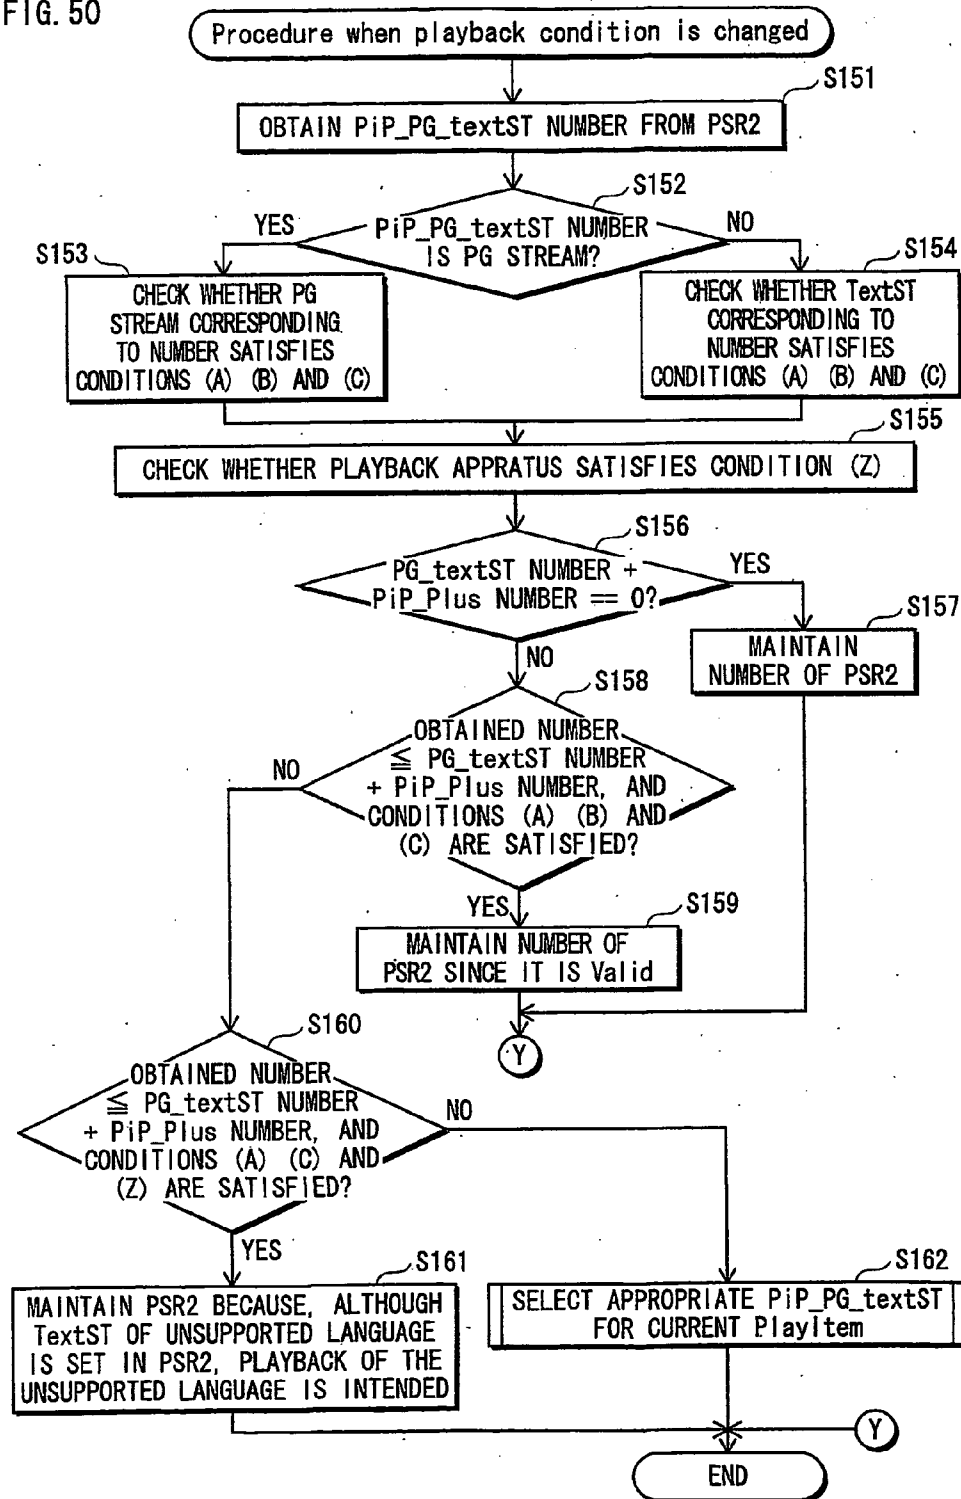 FIG. 50
Procedure when playback condition is changed
S151
OBTAIN PiP_PG_textST NUMBER FROM PSR2
S152
PiP_PG_textST NUMBER
IS PG STREAM?
YES
NO
S153
CHECK WHETHER PG
STREAM CORRESPONDING
TO NUMBER SATISFIES
CONDITIONS (A) (B) AND (C)
S154
CHECK WHETHER TextST
CORRESPONDING TO
NUMBER SATISFIES
CONDITIONS (A) (B) AND (C)
S155
CHECK WHETHER PLAYBACK APPRATUS SATISFIES CONDITION (Z)
S156
PG_textST NUMBER +
PiP_Plus NUMBER == 0?
YES
NO
S157
MAINTAIN
NUMBER OF PSR2
S158
OBTAINED NUMBER
≦ PG_textST NUMBER
+ PiP_Plus NUMBER, AND
CONDITIONS (A) (B) AND
(C) ARE SATISFIED?
NO
YES
S159
MAINTAIN NUMBER OF
PSR2 SINCE IT IS Valid
Y
S160
OBTAINED NUMBER
≦ PG_textST NUMBER
+ PiP_Plus NUMBER, AND
CONDITIONS (A) (C) AND
(Z) ARE SATISFIED?
NO
YES
S161
MAINTAIN PSR2 BECAUSE, ALTHOUGH
TextST OF UNSUPPORTED LANGUAGE
IS SET IN PSR2, PLAYBACK OF THE
UNSUPPORTED LANGUAGE IS INTENDED
S162
SELECT APPROPRIATE PiP_PG_textST
FOR CURRENT PlayItem
Y
END